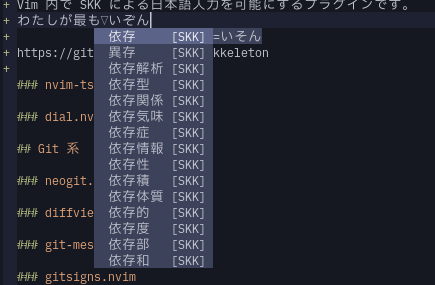 + Vim 内で SKK による日本語入力を可能にするプラグインです。
+ わたしが最も▽いぞん
+ 依存 [SKK] =いそん
+ https://git 異存 [SKK] kkeleton
+ 依存解析 [SKK]
### nvim-ts 依存型 [SKK]
依存関係 [SKK]
### dial.nv 依存気味 [SKK]
依存症 [SKK]
## Git 系 依存情報 [SKK]
依存性 [SKK]
### neogit. 依存積 [SKK]
依存体質 [SKK]
### diffvie 依存的 [SKK]
依存度 [SKK]
### git-mes 依存部 [SKK]
依存和 [SKK]
### gitsigns.nvim